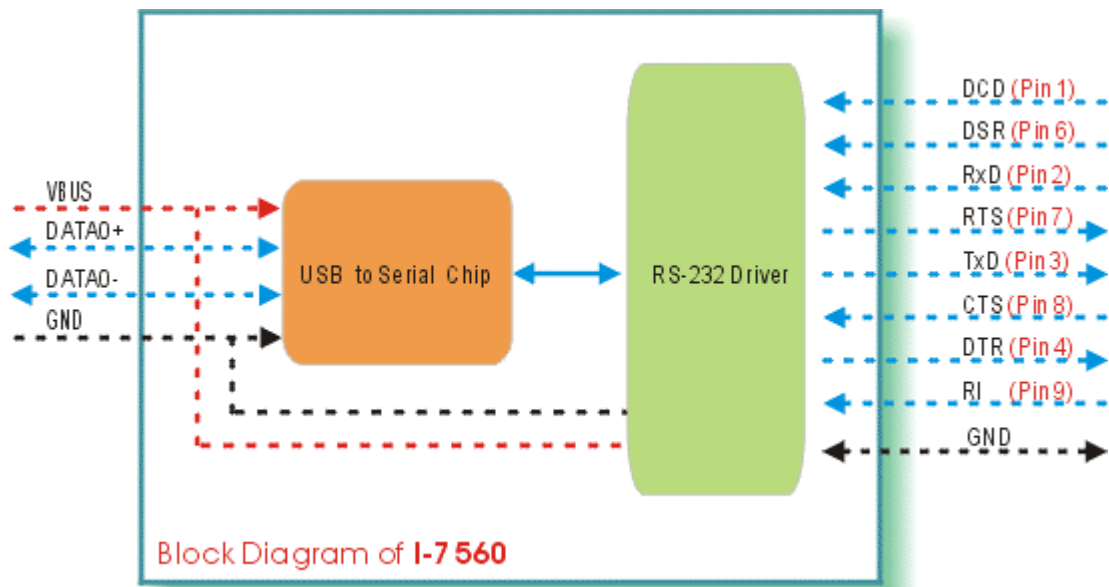 VBUS
DATA0+
DATA0-
GND
USB to Serial Chip
RS-232 Driver
DCD (Pin 1)
DSR (Pin 6)
RxD (Pin 2)
RTS (Pin 7)
TxD (Pin 3)
CTS (Pin 8)
DTR (Pin 4)
RI (Pin 9)
GND
Block Diagram of I-7560